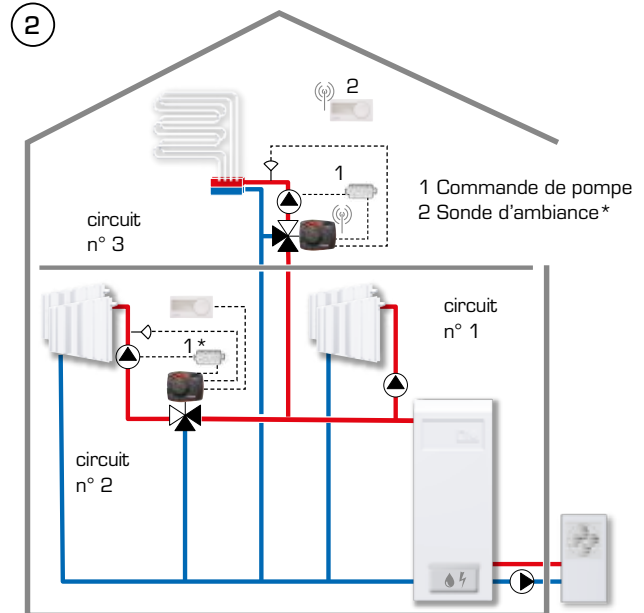 2
2
1
1 Commande de pompe
2 Sonde d'ambiance*
circuit
n° 3
circuit
n° 1
1*
circuit
n° 2